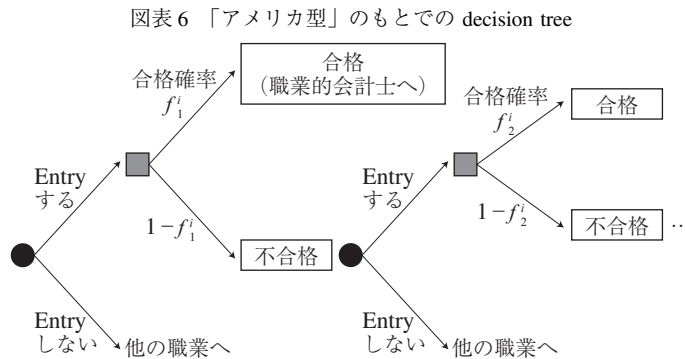 図表6 「アメリカ型」のもとでの decision tree
合格確率
f_1^i
合格
（職業的会計士へ）
合格確率
f_2^i
合格
Entry
する
Entry
する
1−f_1^i
不合格
1−f_2^i
不合格
‥
Entry
しない
他の職業へ
Entry
しない
他の職業へ